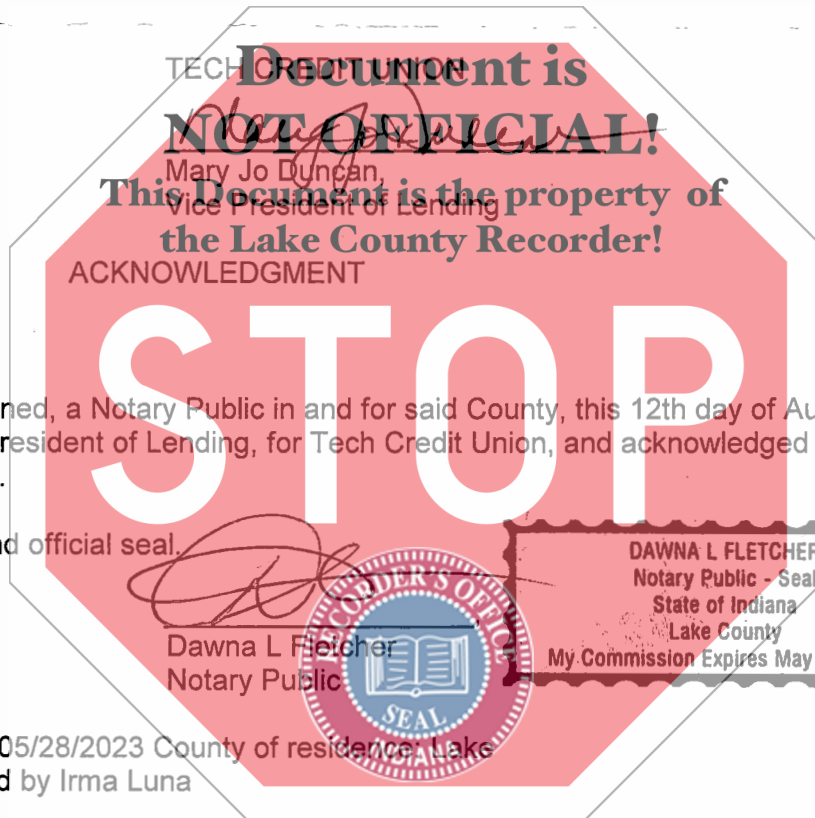 Document is
TECH CREDIT UNION
NOT OFFICIAL!
Mary Jo Duncan,
This Document is the property of
Vice President of Lending
the Lake County Recorder!
ACKNOWLEDGMENT
STOP
ned, a Notary Public in and for said County, this 12th day of Au
resident of Lending, for Tech Credit Union, and acknowledged
.
nd official seal.
DAWNA L FLETCHER
Notary Public - Seal
State of Indiana
Lake County
My Commission Expires May
RECORDER'S OFFICE
SEAL
Dawna L Fletcher
Notary Public
05/28/2023 County of residence: Lake
d by Irma Luna